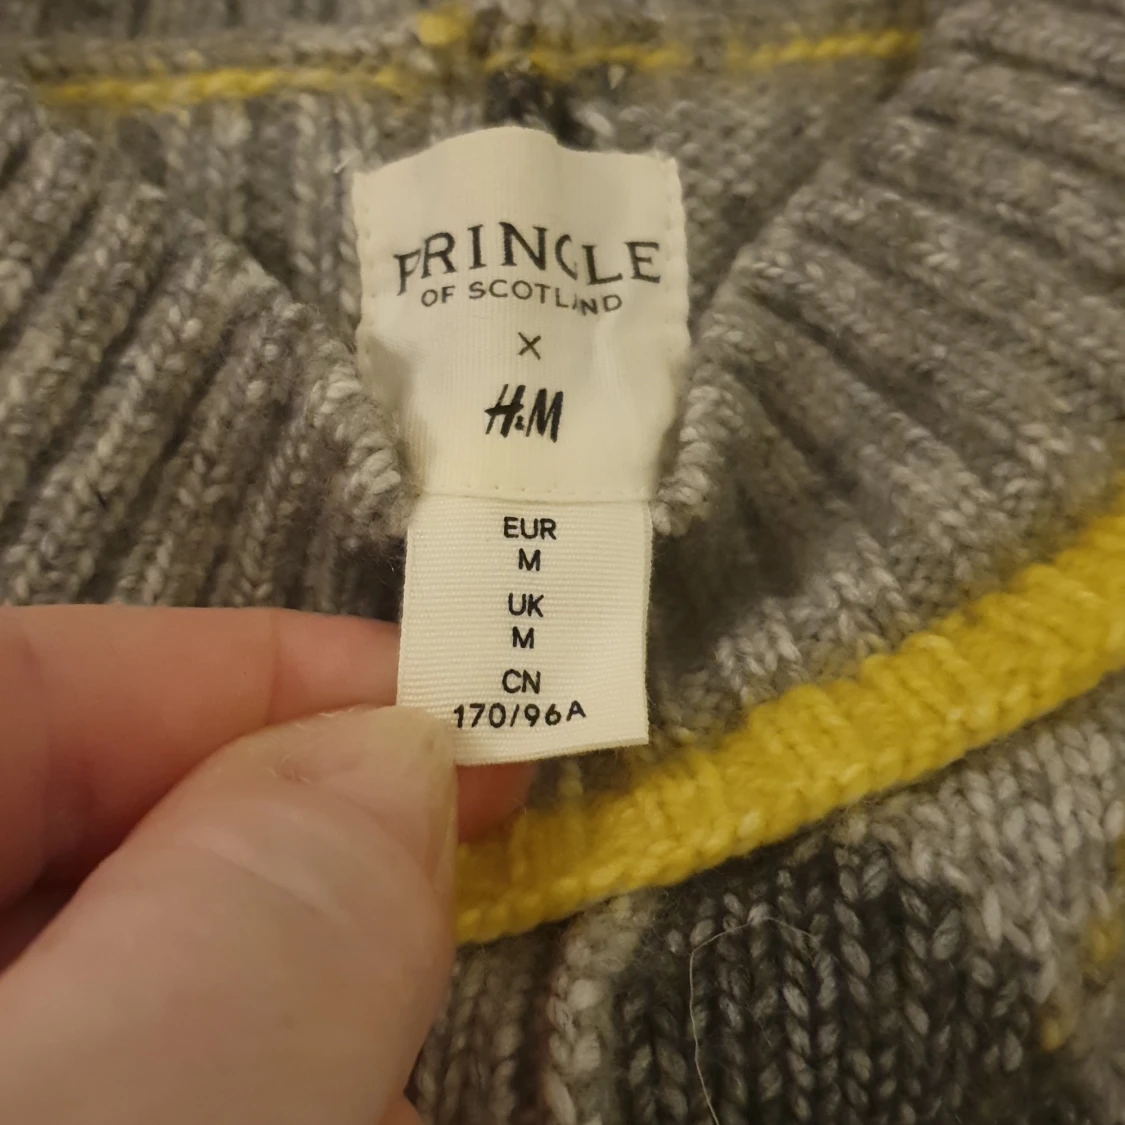 PRINGLE
OF SCOTLAND
X
H&M
EUR
M
UK
M
CN
170/96A